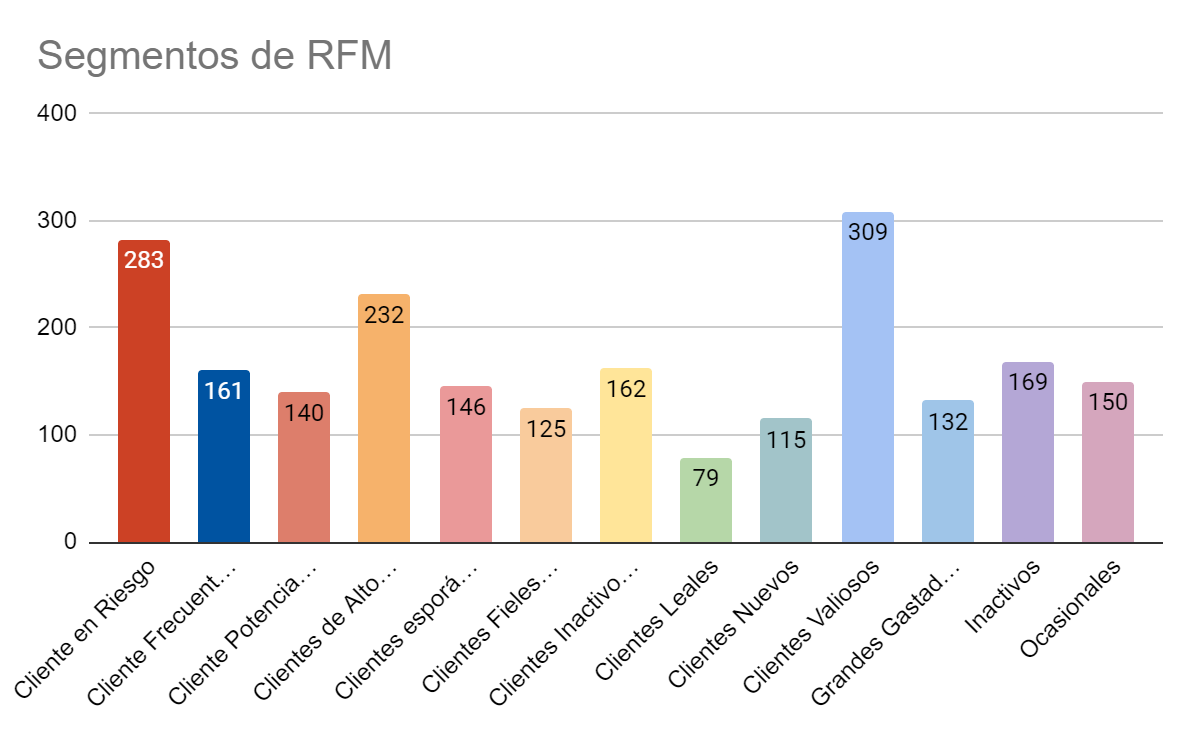 Segmentos de RFM
400
300
200
100
0
283
161
140
232
146
125
162
79
115
309
132
169
150
Cliente en Riesgo
Cliente Frecuent…
Cliente Potencia…
Clientes de Alto…
Clientes esporá…
Clientes Fieles…
Clientes Inactivo…
Clientes Leales
Clientes Nuevos
Clientes Valiosos
Grandes Gastad…
Inactivos
Ocasionales